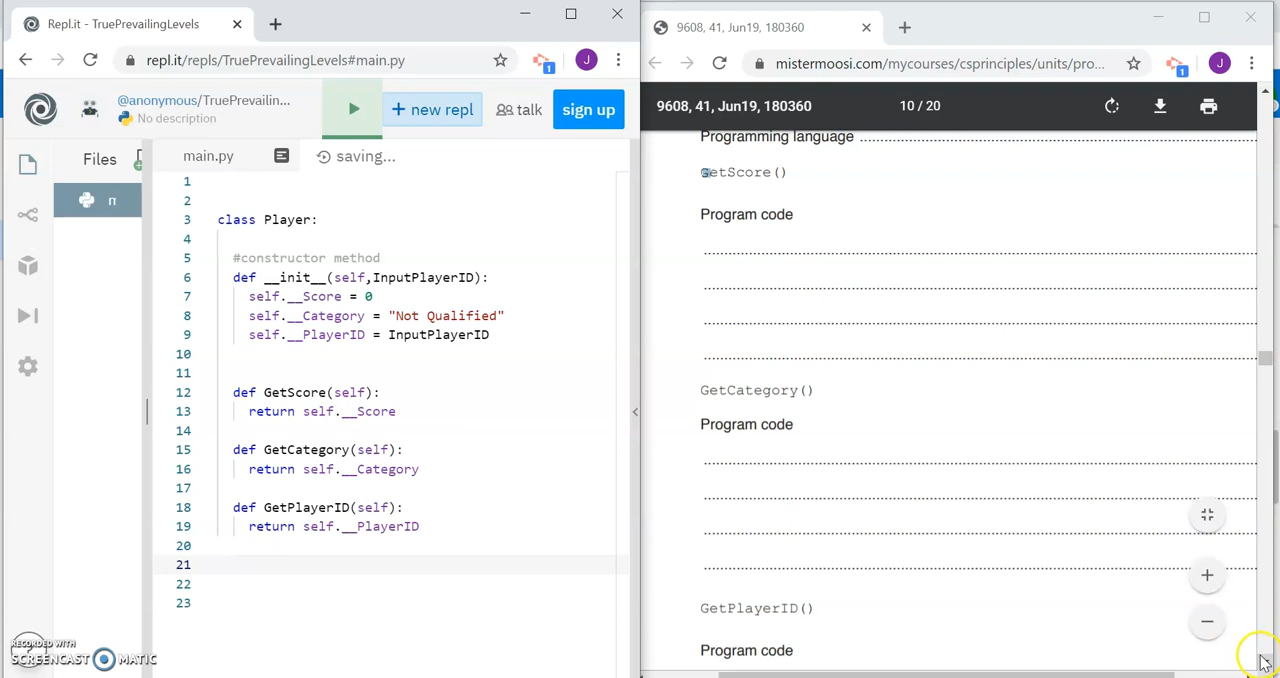 Repl.it - TruePrevailingLevels
repl.it/repls/TruePrevailingLevels#main.py
J
1
@anonymous/TruePrevailin...
No description
+ new repl
talk
sign up
Files
main.py
saving...
1
2
3 class Player:
4
5 #constructor method
6 def __init__(self,InputPlayerID):
7 self.__Score = 0
8 self.__Category = "Not Qualified"
9 self.__PlayerID = InputPlayerID
10
11
12 def GetScore(self):
13 return self.__Score
14
15 def GetCategory(self):
16 return self.__Category
17
18 def GetPlayerID(self):
19 return self.__PlayerID
20
21
22
23
RECORDED WITH
SCREENCAST MATIC
9608, 41, Jun19, 180360
mistermoosi.com/mycourses/csprinciples/units/pro...
J
1
9608, 41, Jun19, 180360
10 / 20
Programming language
GetScore()
Program code
GetCategory()
Program code
GetPlayerID()
Program code